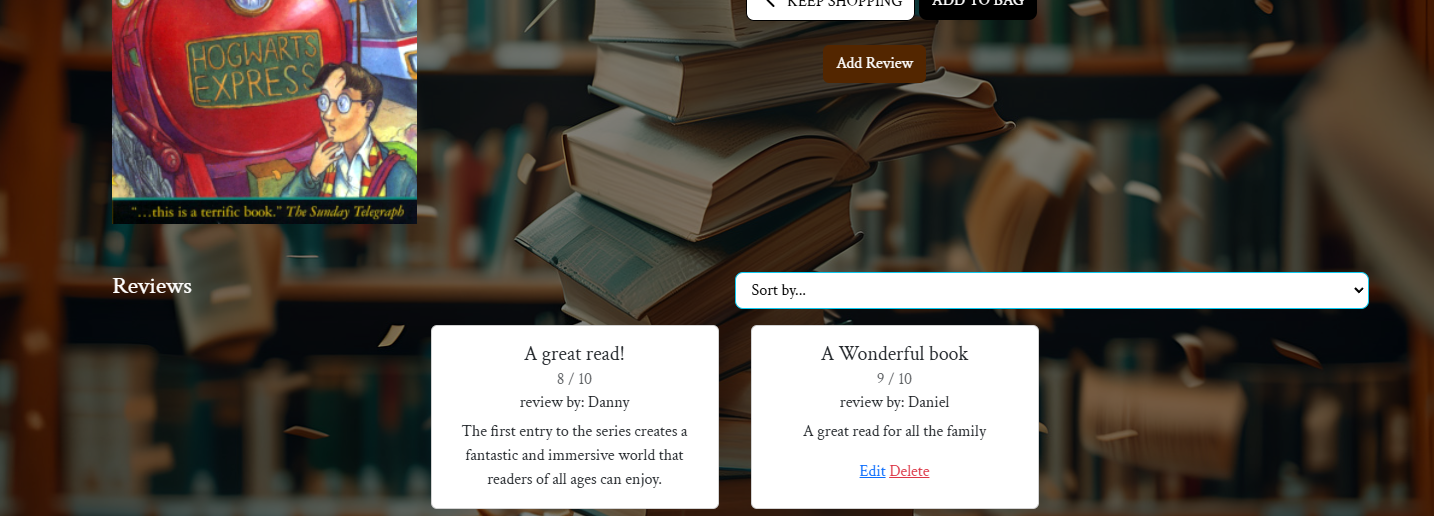 KEEP SHOPPING
ADD TO BAG
HOGWARTS
EXPRESS
Add Review
"...this is a terrific book." The Sunday Telegraph
Reviews
Sort by...
A great read!
8 / 10
review by: Danny
The first entry to the series creates a
fantastic and immersive world that
readers of all ages can enjoy.
A Wonderful book
9 / 10
review by: Daniel
A great read for all the family
Edit Delete